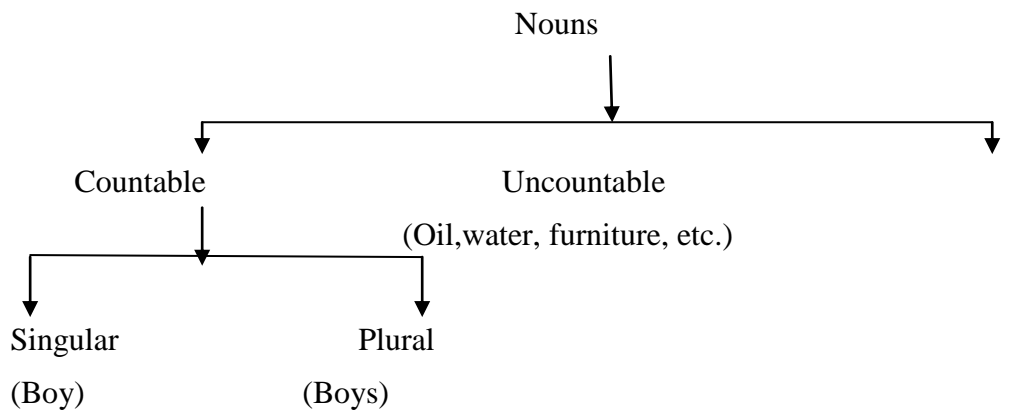 Nouns
Countable Uncountable
(Oil,water, furniture, etc.)
Singular Plural
(Boy) (Boys)